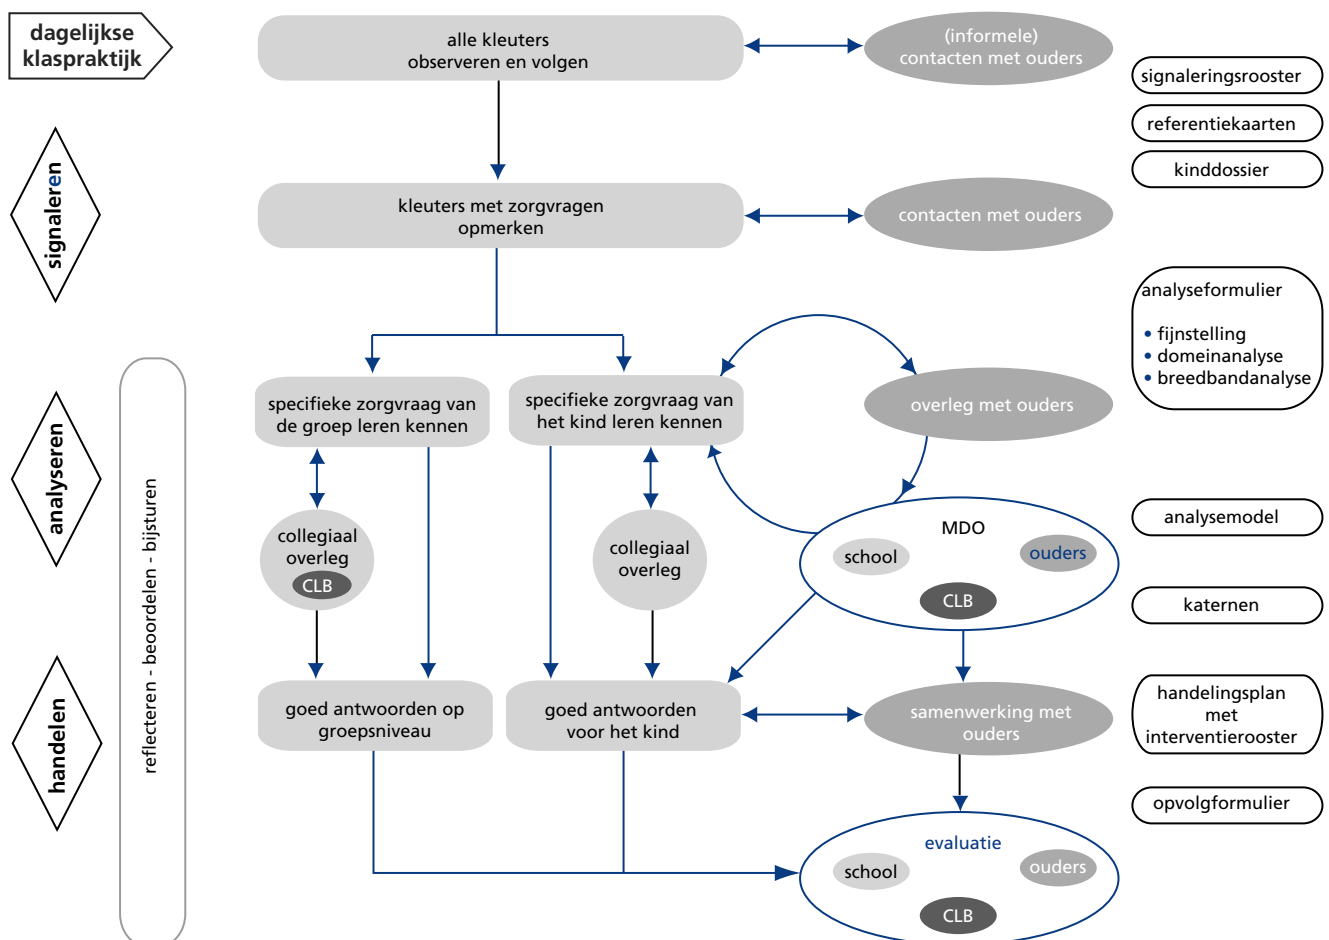 dagelijkse
klaspraktijk
alle kleuters
observeren en volgen
(informele)
contacten met ouders
signaleringsrooster
referentiekaarten
kinddossier
signaleren
kleuters met zorgvragen
opmerken
contacten met ouders
analyseformulier
• fijnstelling
• domeinanalyse
• breedbandanalyse
analyseren
reflecteren - beoordelen - bijsturen
specifieke zorgvraag van
de groep leren kennen
specifieke zorgvraag van
het kind leren kennen
overleg met ouders
collegiaal
overleg
CLB
collegiaal
overleg
MDO
school
ouders
CLB
analysemodel
katernen
handelen
goed antwoorden op
groepsniveau
goed antwoorden
voor het kind
samenwerking met
ouders
handelingsplan
met
interventierooster
opvolgformulier
evaluatie
school
ouders
CLB